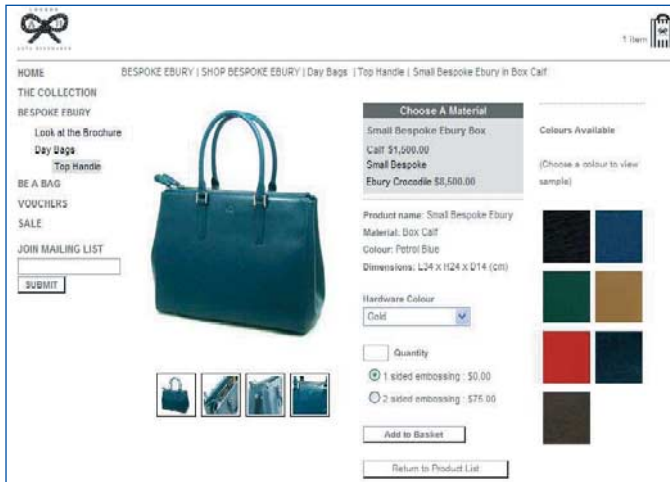 LONDON
A H
ANYA HINDMARCH
1 Item
HOME
THE COLLECTION
BESPOKE EBURY
Look at the Brochure
Day Bags
Top Handle
BE A BAG
VOUCHERS
SALE
JOIN MAILING LIST
SUBMIT
BESPOKE EBURY | SHOP BESPOKE EBURY | Day Bags | Top Handle | Small Bespoke Ebury in Box Calf
Choose A Material
Small Bespoke Ebury Box
Calf $1,500.00
Small Bespoke
Ebury Crocodile $8,500.00
Product name: Small Bespoke Ebury
Material: Box Calf
Colour: Petrol Blue
Dimensions: L34 x H24 x D14 (cm)
Hardware Colour
Gold
Quantity
1 sided embossing : $0.00
2 sided embossing : $75.00
Add to Basket
Return to Product List
Colours Available
(Choose a colour to view
sample)